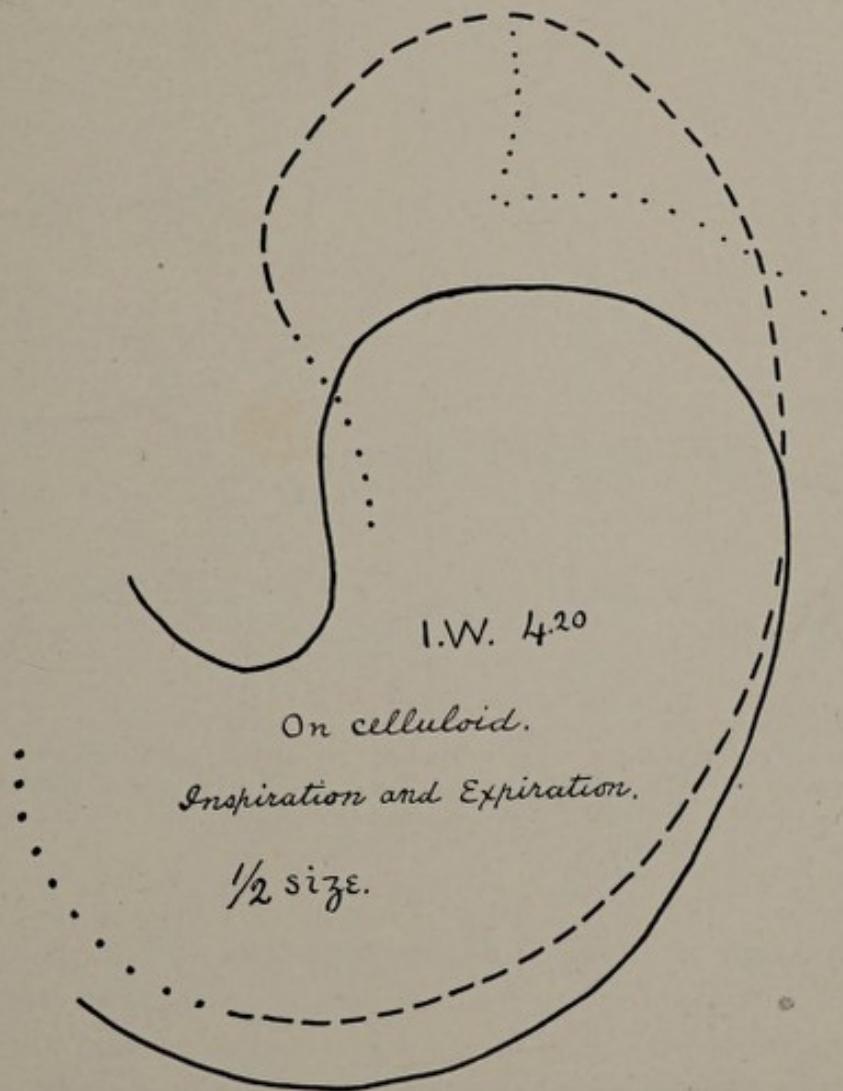 I.W. 4.20
On celluloid.
Inspiration and Expiration.
1/2 size.